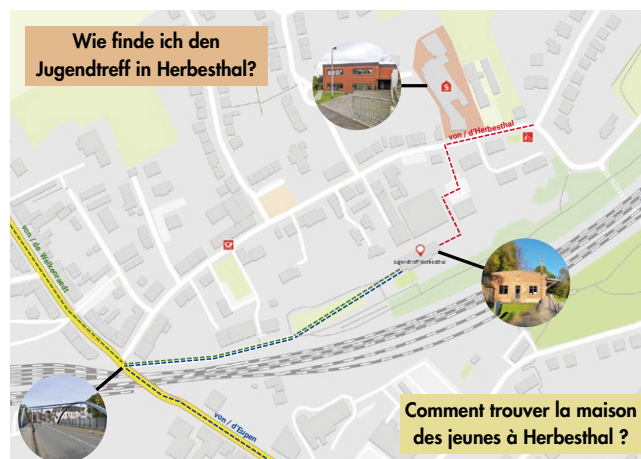 Wie finde ich den
Jugendtreff in Herbesthal?
von / d'Herbesthal
von / de Welkenradt
Jugendtreff Herbesthal
von / d'Eupen
Comment trouver la maison
des jeunes à Herbesthal ?